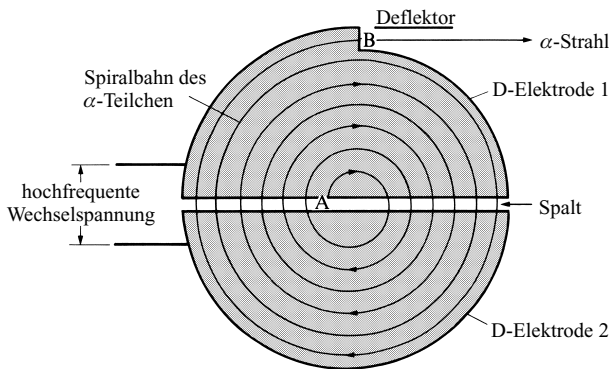 Deflektor
B
α-Strahl
Spiralbahn des
α-Teilchen
D-Elektrode 1
hochfrequente
Wechselspannung
A
Spalt
D-Elektrode 2